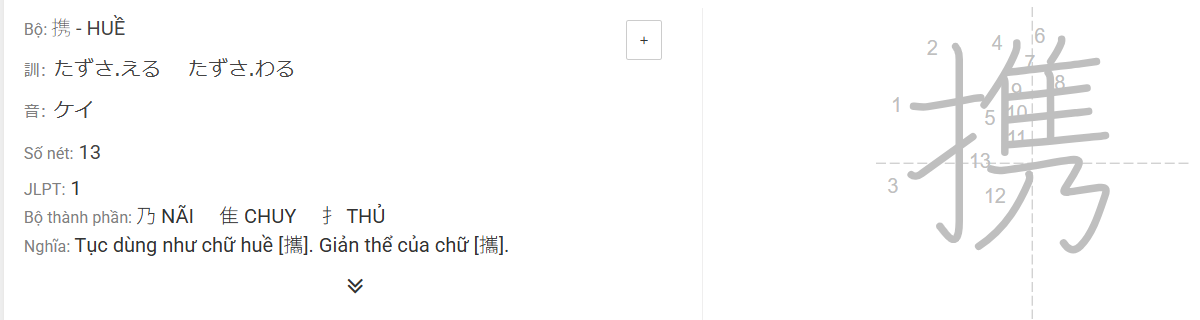 Bộ: 携 - HUỀ
+
訓: たずさ.える たずさ.わる
音: ケイ
Số nét: 13
JLPT: 1
Bộ thành phần: 乃 NÃI 隹 CHUY 扌 THỦ
Nghĩa: Tục dùng như chữ huề [攜]. Giản thể của chữ [攜].
携
1
2
3
4
5
6
7
8
9
10
11
12
13